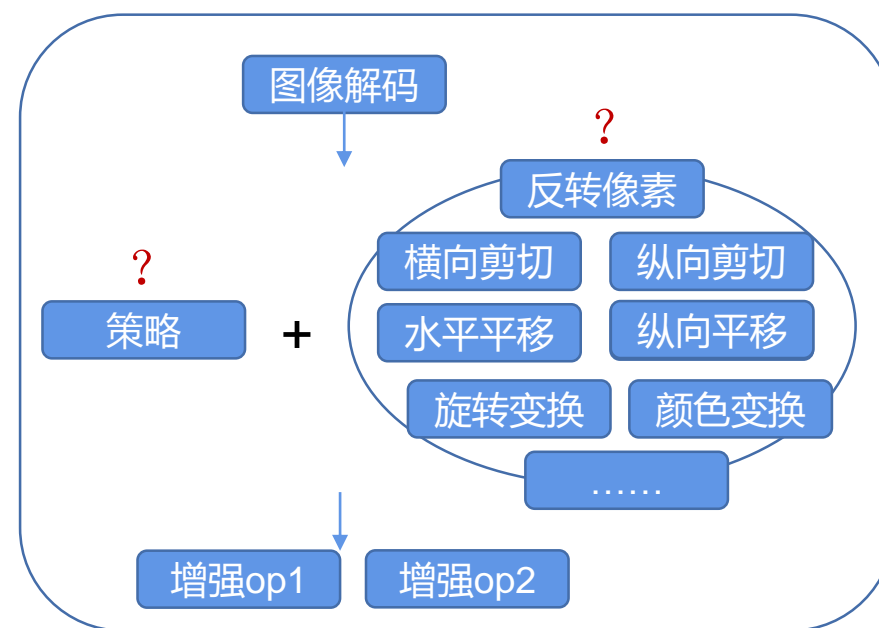 图像解码
？
反转像素
横向剪切
纵向剪切
？
策略
+
水平平移
纵向平移
旋转变换
颜色变换
......
增强op1
增强op2